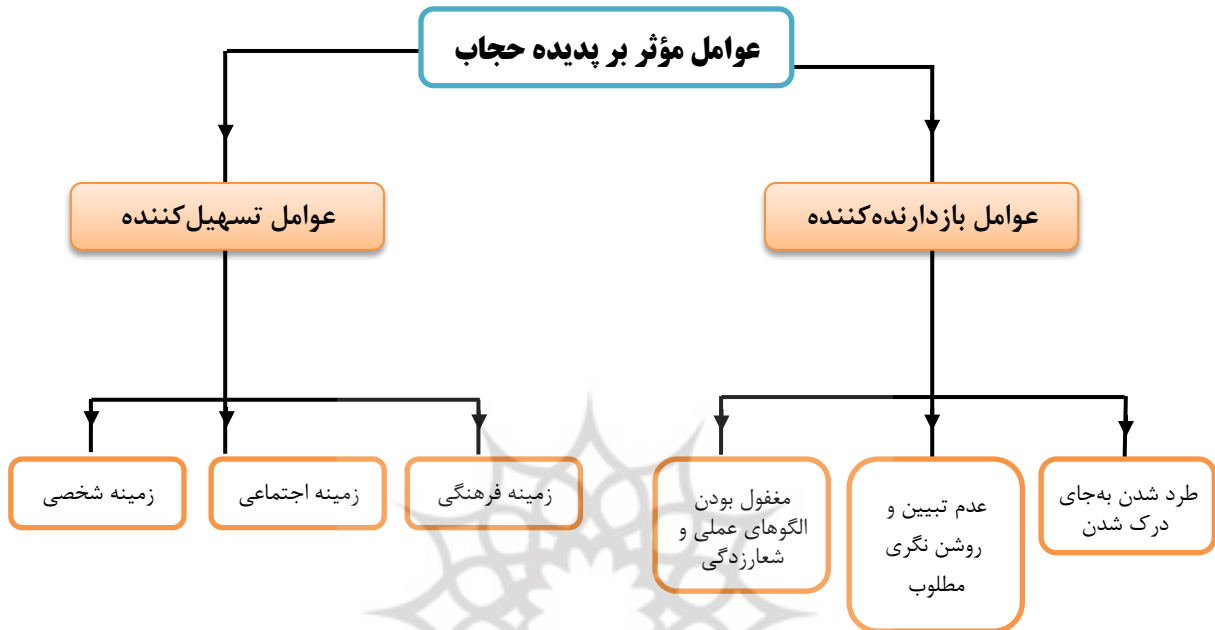 عوامل مؤثر بر پدیده حجاب
عوامل بازدارنده‌کننده
عوامل تسهیل‌کننده
طرد شدن به‌جای
درک شدن
عدم تبیین و
روشن نگری
مطلوب
مغفول بودن
الگوهای عملی و
شعارزدگی
زمینه فرهنگی
زمینه اجتماعی
زمینه شخصی